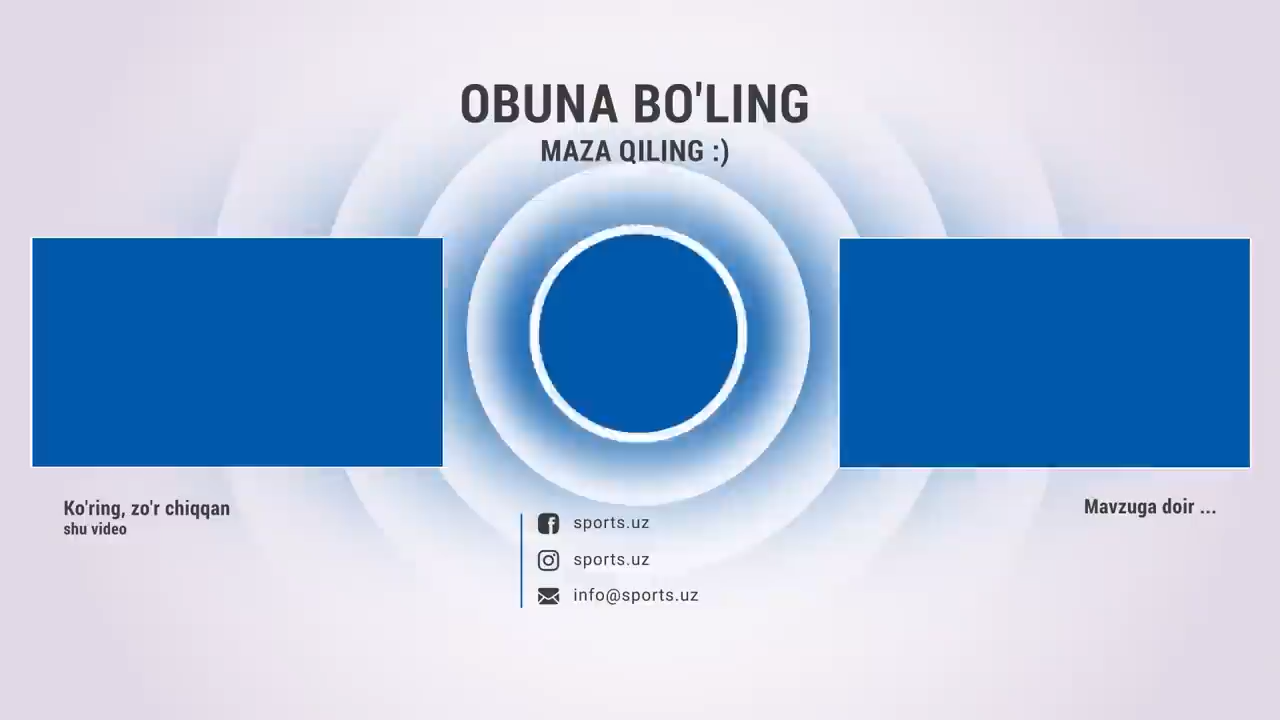 OBUNA BO'LING
MAZA QILING :)
Ko'ring, zo'r chiqqan
shu video
Mavzuga doir ...
sports.uz
sports.uz
info@sports.uz